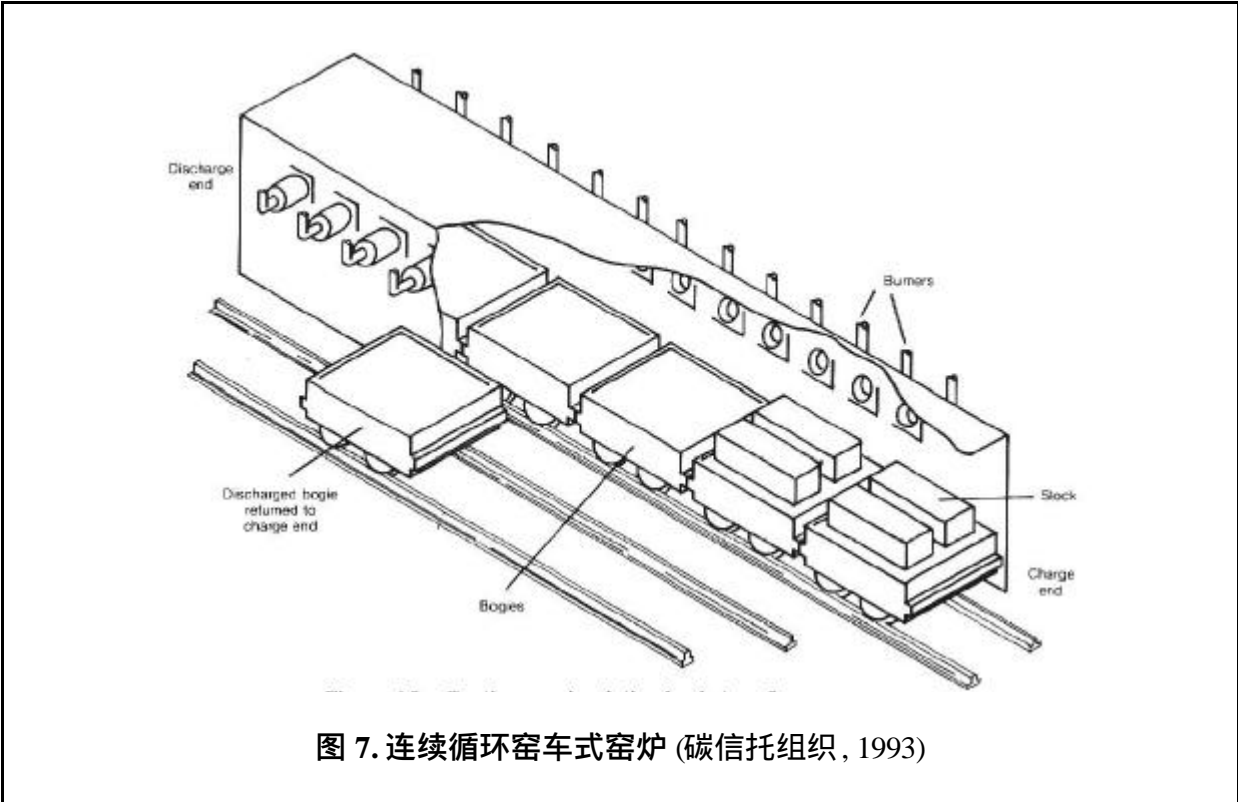 Discharge
end
Burners
Stock
Charge
end
Discharged bogie
returned to
charge end
Bogies
图 7. 连续循环窑车式窑炉 (碳信托组织, 1993)